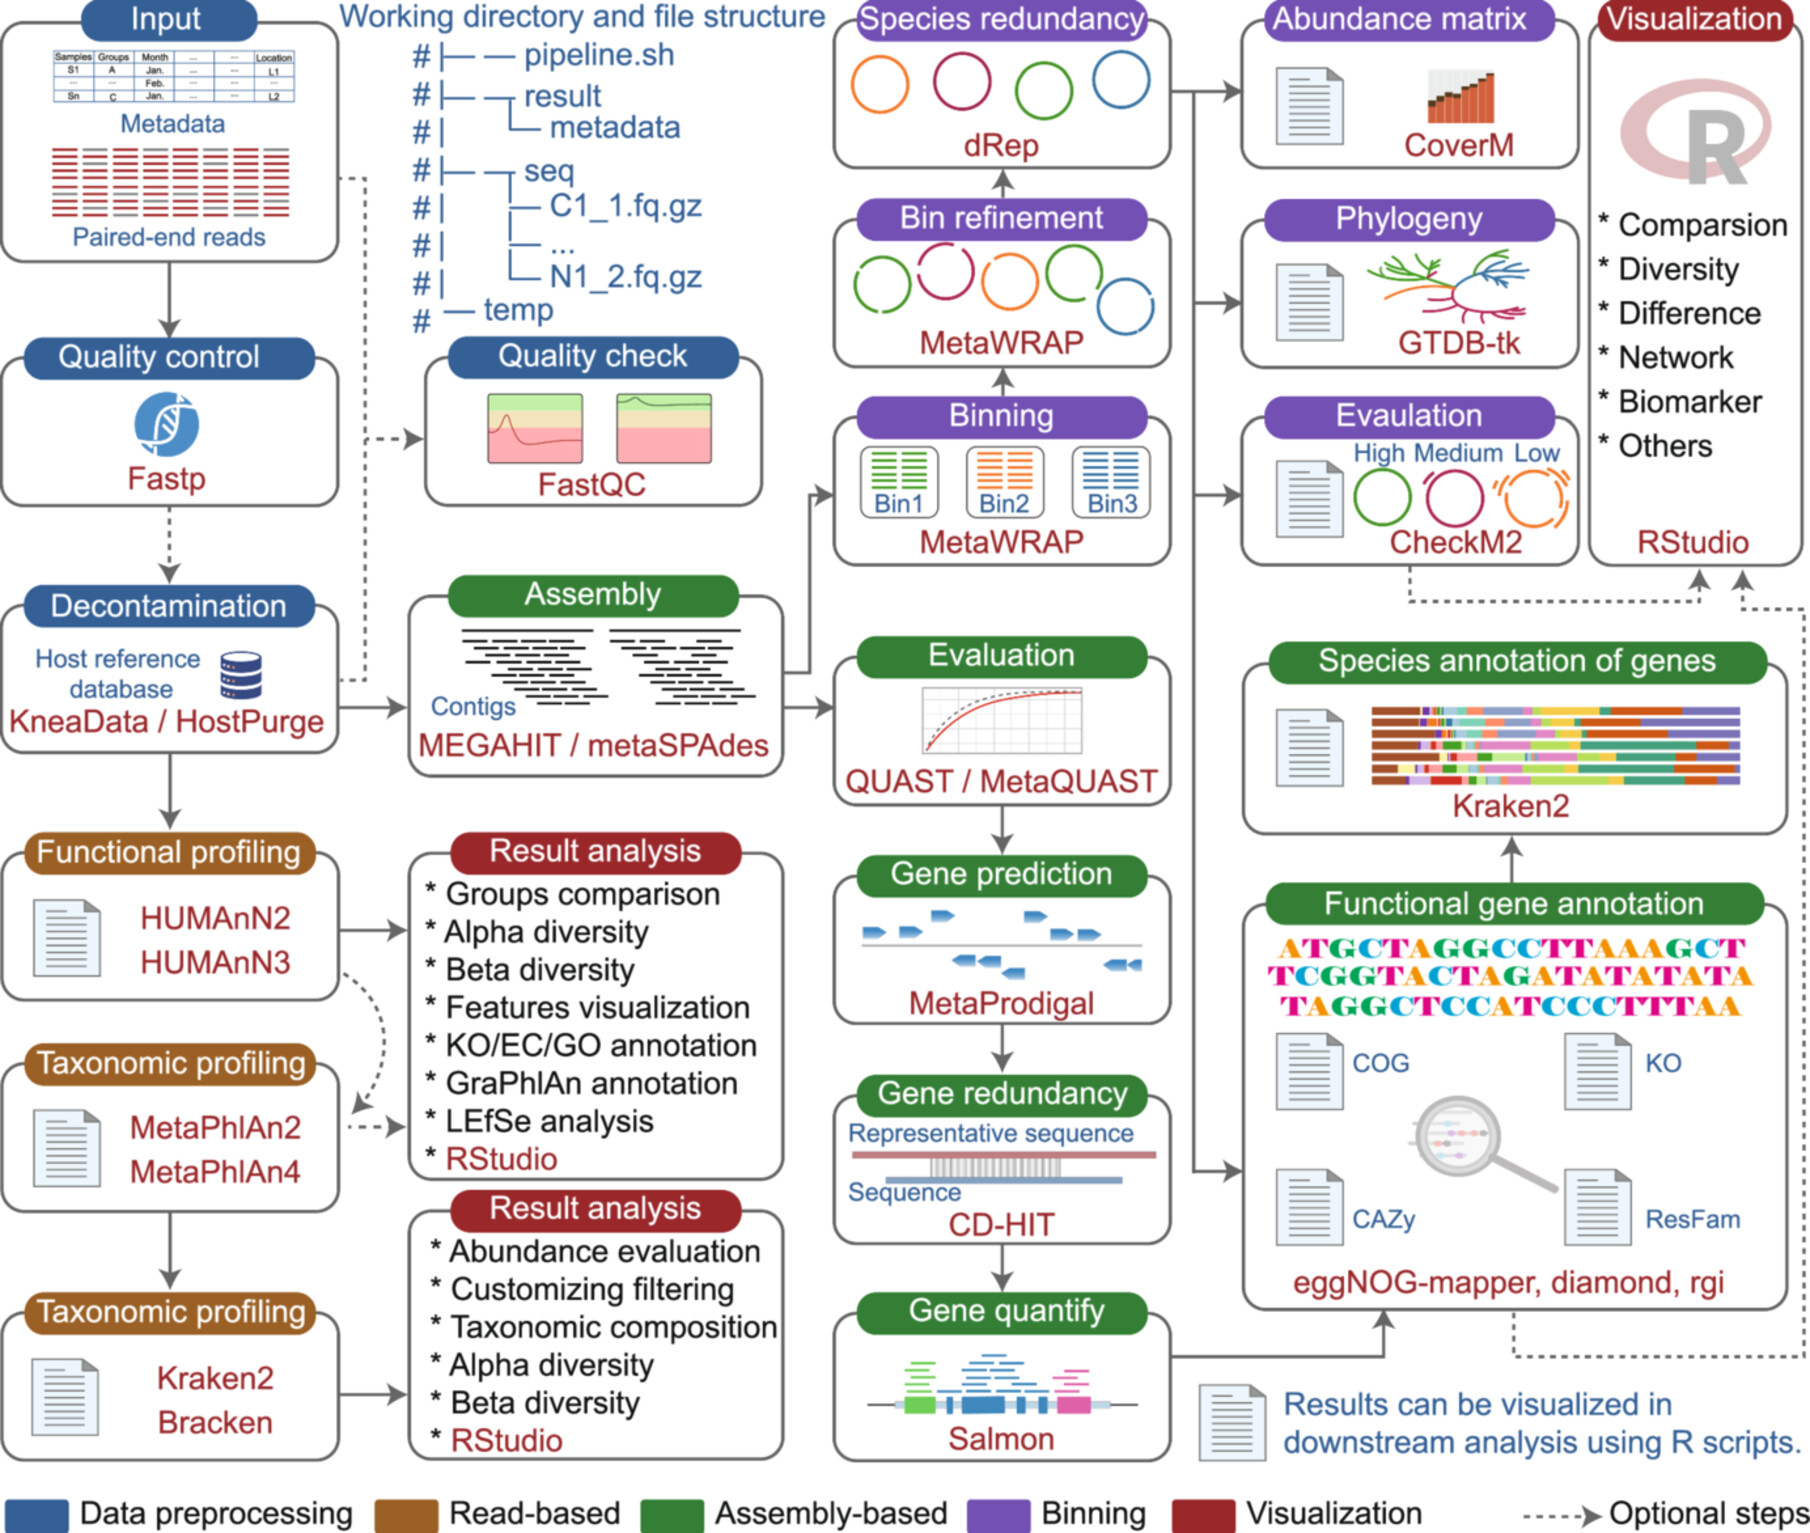 Input
Samples Groups Month ... ... Location
S1 A Jan. L1
... Feb. ...
Sn C Jan. ... ... L2
Metadata
Paired-end reads
Working directory and file structure
# pipeline.sh
# result
# metadata
# seq
# C1_1.fq.gz
# ...
# N1_2.fq.gz
# temp
Quality control
Fastp
Quality check
FastQC
Decontamination
Host reference
database
KneaData / HostPurge
Assembly
Contigs
MEGAHIT / metaSPAdes
Functional profiling
HUMAnN2
HUMAnN3
Taxonomic profiling
MetaPhlAn2
MetaPhlAn4
Taxonomic profiling
Kraken2
Bracken
Result analysis
* Groups comparison
* Alpha diversity
* Beta diversity
* Features visualization
* KO/EC/GO annotation
* GraPhlAn annotation
* LEfSe analysis
* RStudio
Result analysis
* Abundance evaluation
* Customizing filtering
* Taxonomic composition
* Alpha diversity
* Beta diversity
* RStudio
Species redundancy
dRep
Bin refinement
MetaWRAP
Binning
Bin1 Bin2 Bin3
MetaWRAP
Evaluation
QUAST / MetaQUAST
Gene prediction
MetaProdigal
Gene redundancy
Representative sequence
Sequence
CD-HIT
Gene quantify
Salmon
Abundance matrix
CoverM
Phylogeny
GTDB-tk
Evaulation
High Medium Low
CheckM2
Visualization
R
* Comparsion
* Diversity
* Difference
* Network
* Biomarker
* Others
RStudio
Species annotation of genes
Kraken2
Functional gene annotation
ATGCTAGGCCTTAAAGCT
TCGGTACTAGATATATATA
TAGGCTCCATCCCTTTAA
COG KO
CAZy ResFam
eggNOG-mapper, diamond, rgi
Results can be visualized in
downstream analysis using R scripts.
Data preprocessing Read-based Assembly-based Binning Visualization Optional steps